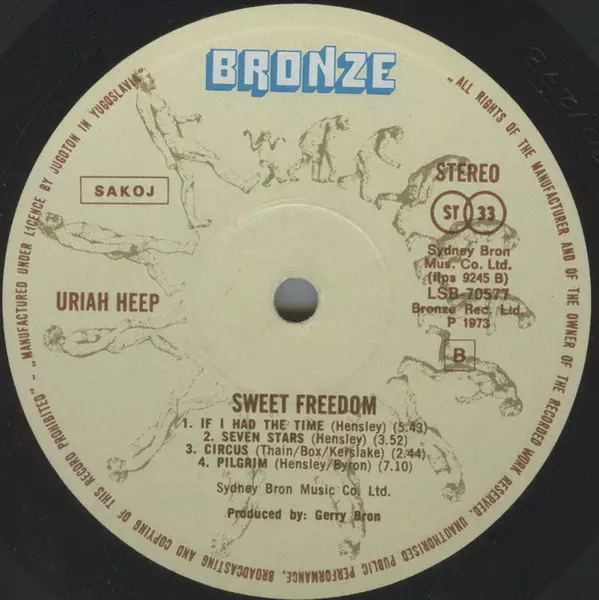 BRONZE
„ALL RIGHTS OF THE MANUFACTURER AND OF THE OWNER OF THE RECORDED WORK RESERVED. UNAUTHORISED PUBLIC PERFORMANCE, BROADCASTING AND COPYING OF THIS RECORD PROHIBITED" - „MANUFACTURED UNDER LICENCE BY JUGOTON IN YUGOSLAVIA"
SAKOJ
STEREO
ST 33
Sydney Bron
Mus. Co. Ltd.
(ilps 9245 B)
LSB-70577
Bronze Rec. Ltd.
P 1973
URIAH HEEP
B
SWEET FREEDOM
1. IF I HAD THE TIME (Hensley) (5.43)
2. SEVEN STARS (Hensley) (3.52)
3. CIRCUS (Thain/Box/Kerslake) (2.44)
4. PILGRIM (Hensley/Byron) (7.10)
Sydney Bron Music Co. Ltd.
Produced by: Gerry Bron